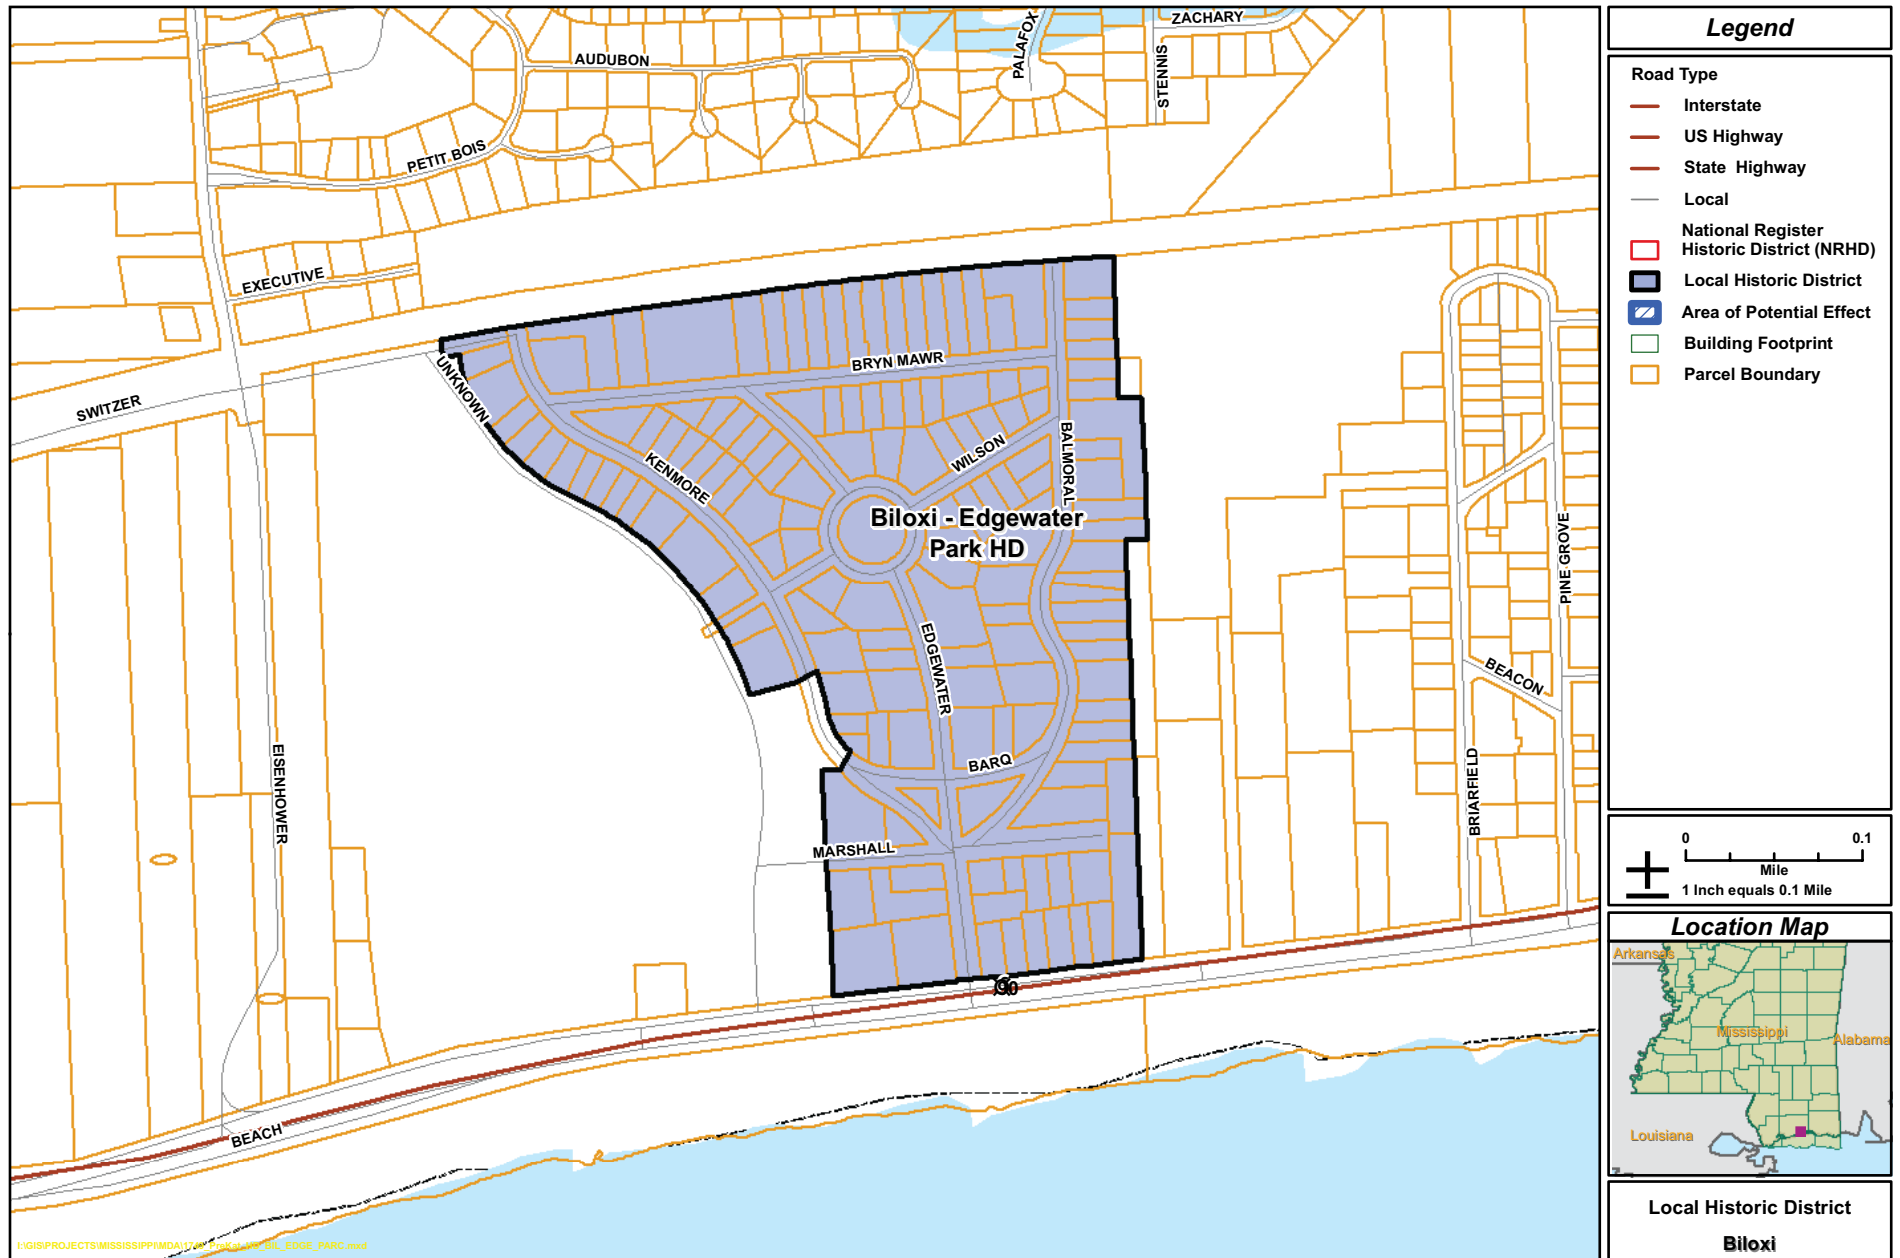 ZACHARY
PALAFOX
AUDUBON
STENNIS
PETIT BOIS
EXECUTIVE
UNKNOWN
BRYN MAWR
SWITZER
WILSON
BALMORAL
KENMORE
Biloxi - Edgewater
Park HD
PINE GROVE
EDGEWATER
BEACON
EISENHOWER
BARQ
BRIARFIELD
MARSHALL
90
BEACH
Legend
Road Type
Interstate
US Highway
State Highway
Local
National Register
Historic District (NRHD)
Local Historic District
Area of Potential Effect
Building Footprint
Parcel Boundary
0 0.1
Mile
1 Inch equals 0.1 Mile
Location Map
Arkansas
Mississippi
Alabama
Louisiana
Local Historic District
Biloxi